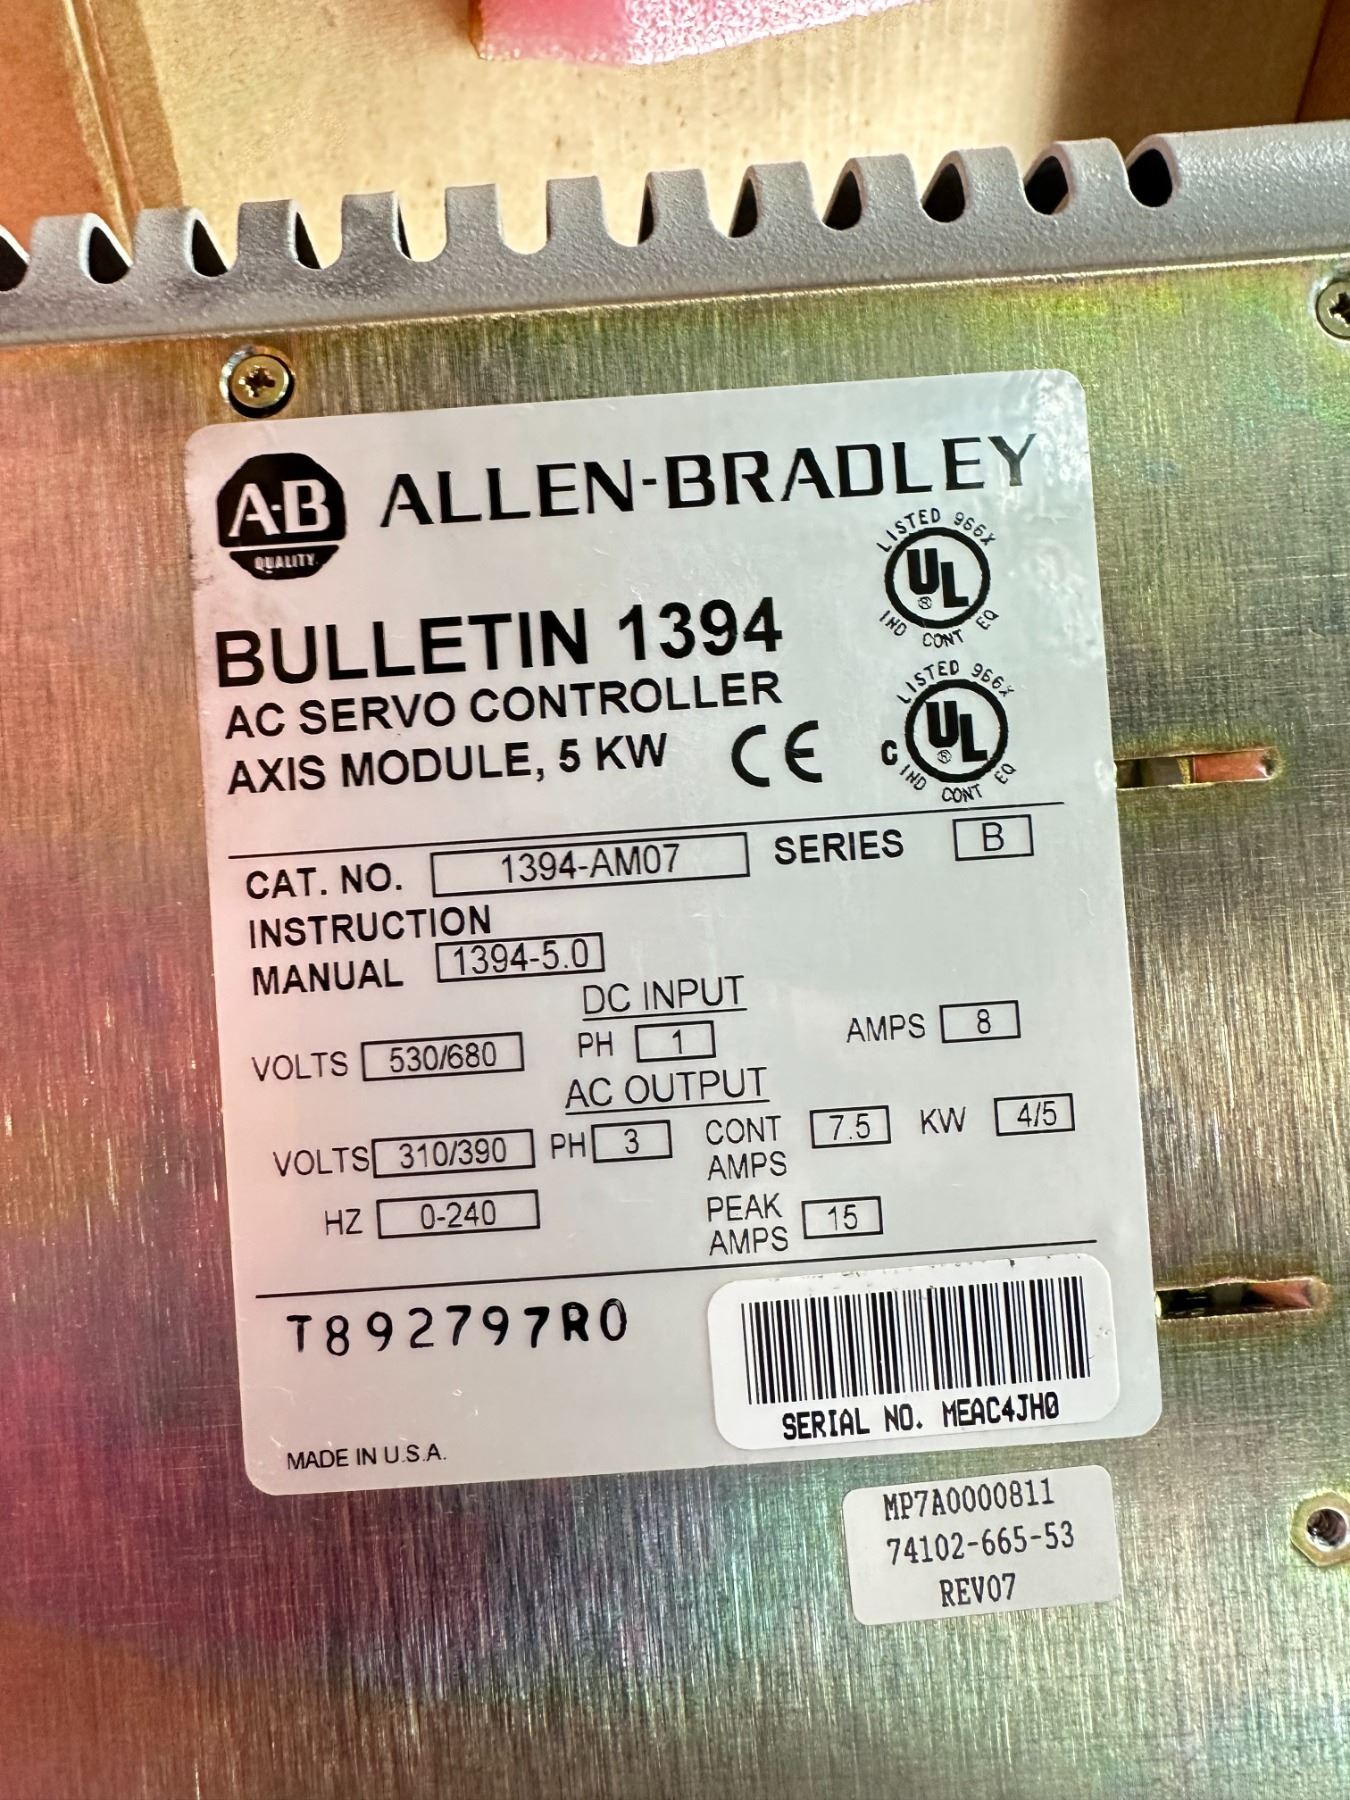 A-B
QUALITY
ALLEN-BRADLEY
LISTED 966X
UL
®
IND CONT EQ
BULLETIN 1394
AC SERVO CONTROLLER
AXIS MODULE, 5 KW
CE
LISTED 966X
C UL
®
IND CONT EQ
CAT. NO. 1394-AM07 SERIES B
INSTRUCTION
MANUAL 1394-5.0
DC INPUT
VOLTS 530/680 PH 1 AMPS 8
AC OUTPUT
VOLTS 310/390 PH 3 CONT AMPS 7.5 KW 4/5
HZ 0-240 PEAK AMPS 15
T892797R0
SERIAL NO. MEAC4JH0
MADE IN U.S.A.
MP7A0000811
74102-665-53
REV07